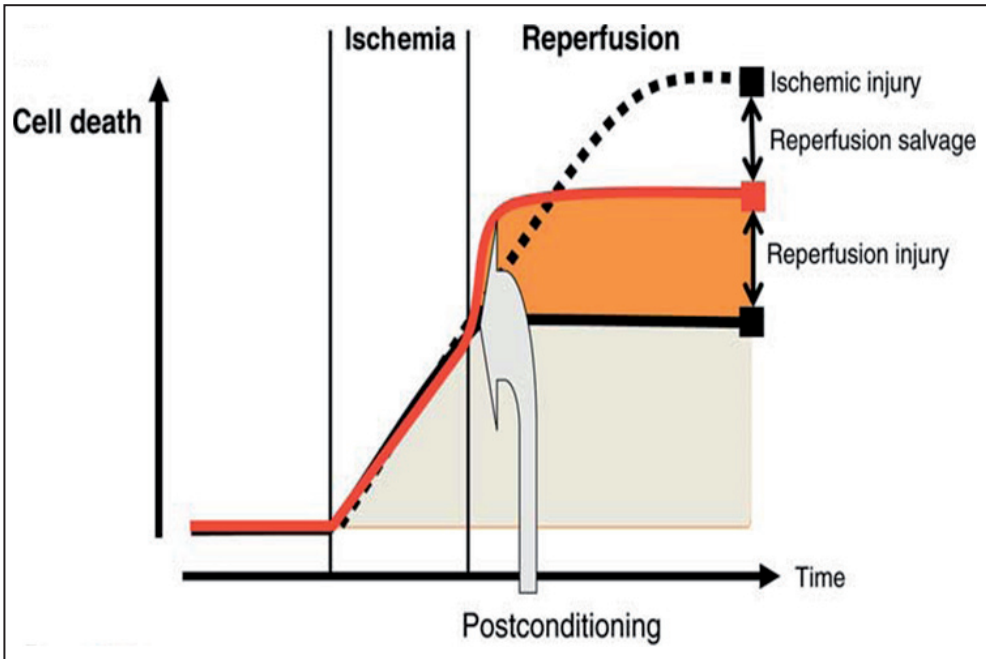 Ischemia
Reperfusion
Cell death
Ischemic injury
Reperfusion salvage
Reperfusion injury
Time
Postconditioning